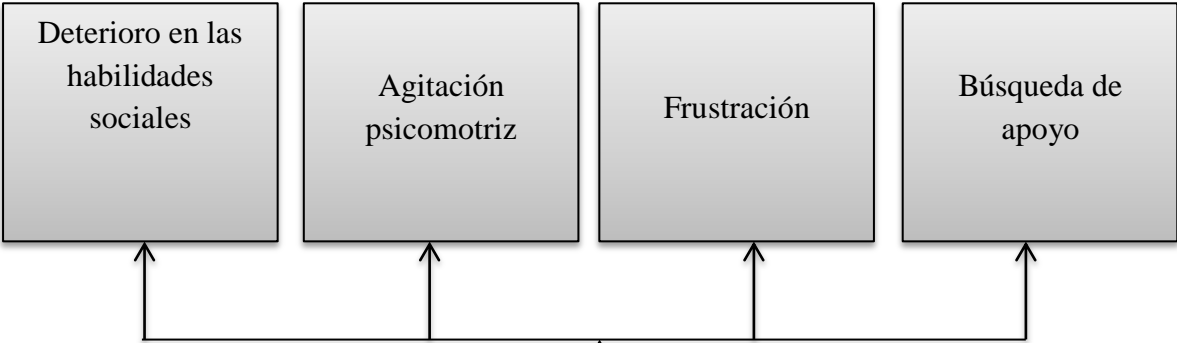 Deterioro en las
habilidades
sociales
Agitación
psicomotriz
Frustración
Búsqueda de
apoyo